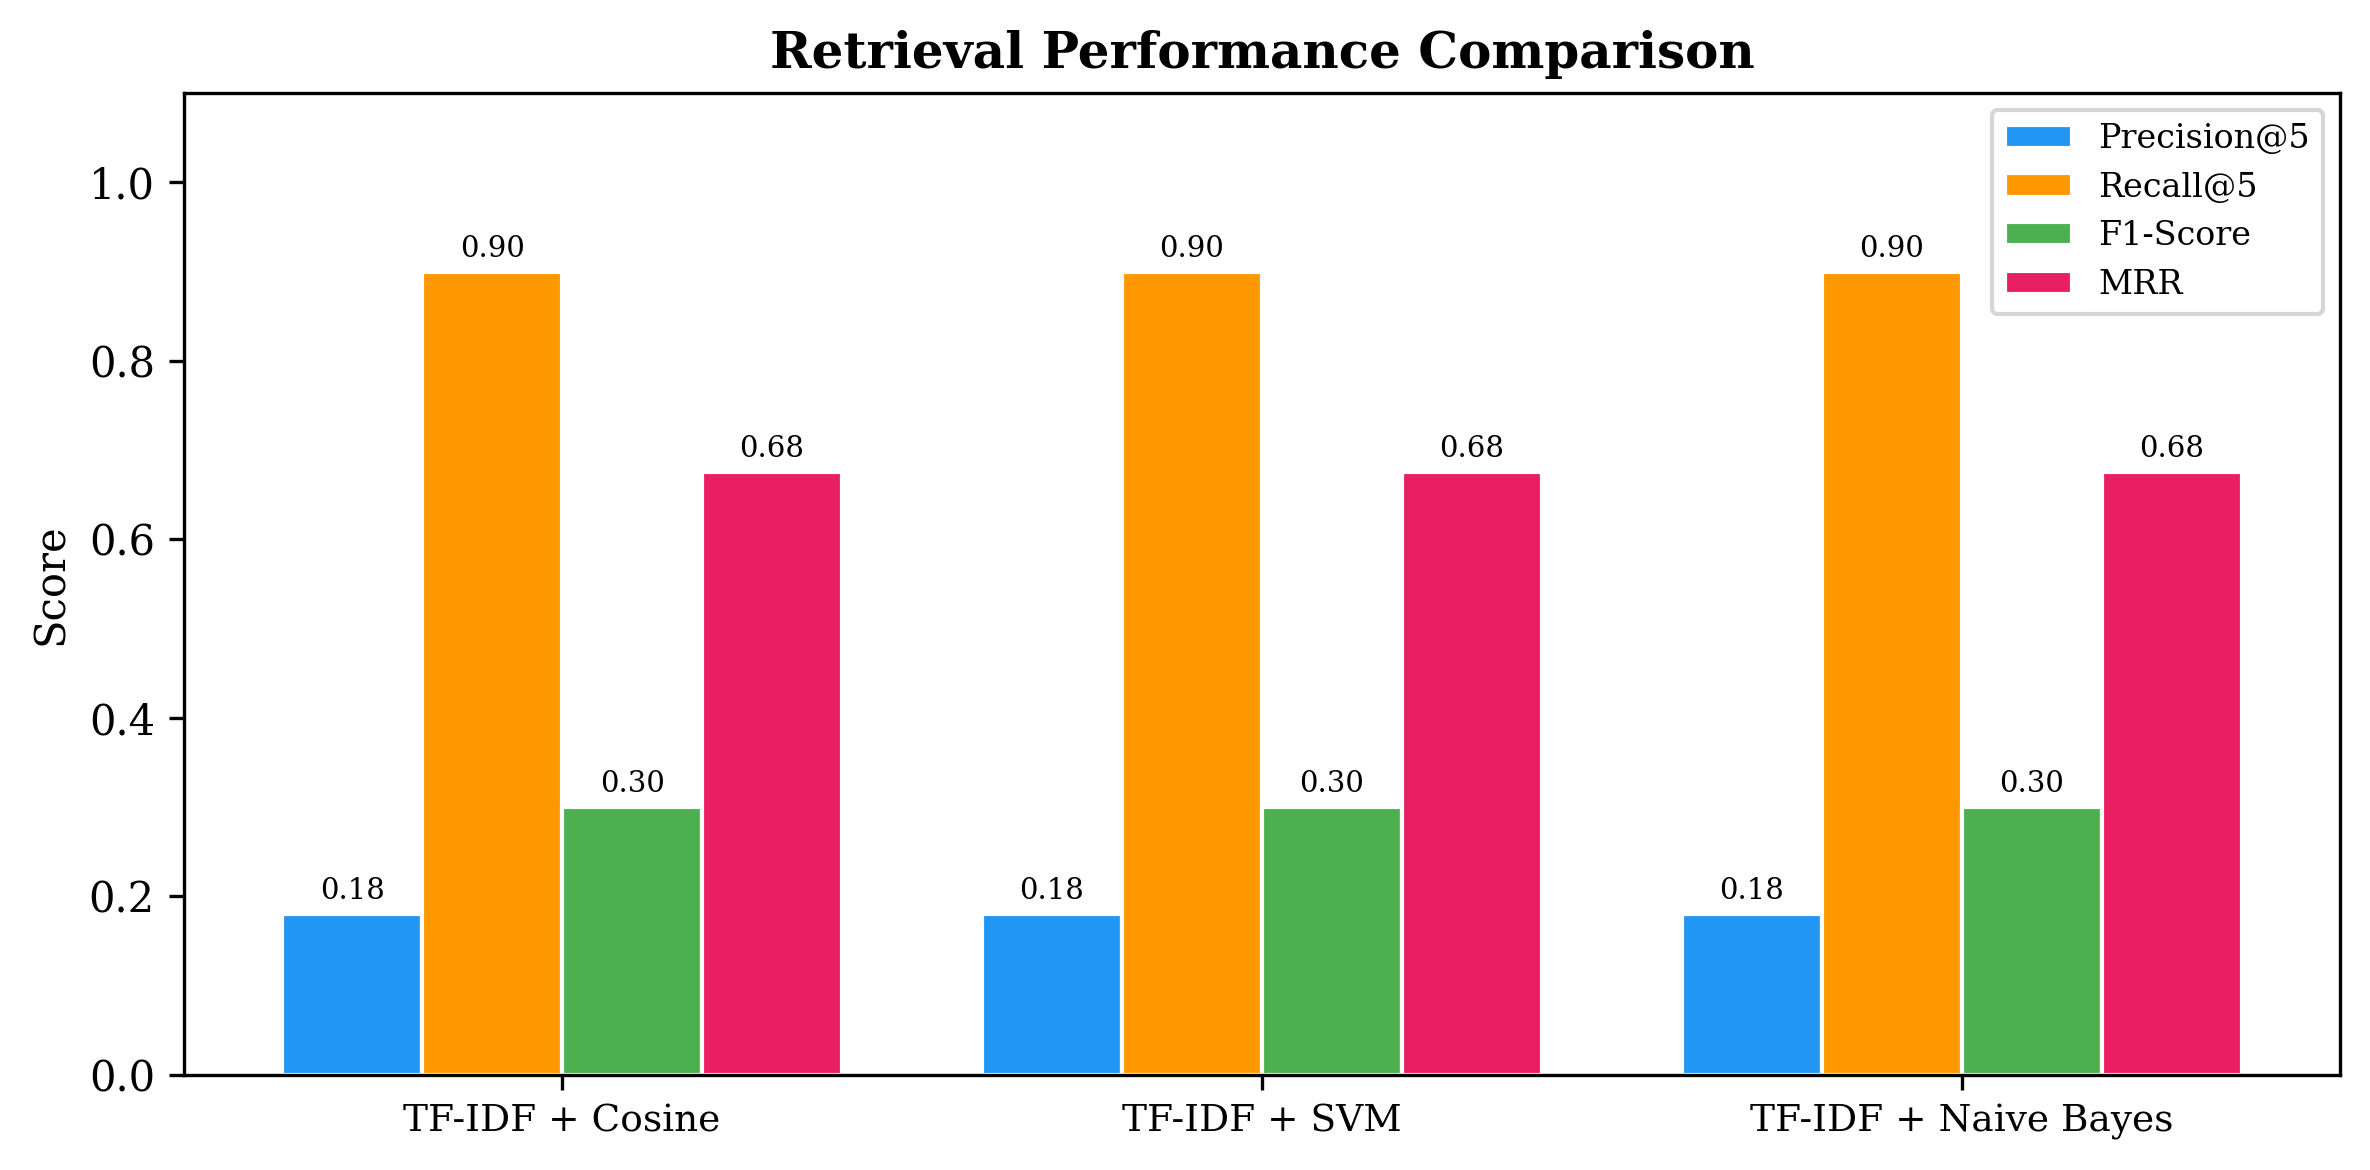 Retrieval Performance Comparison
Precision@5
Recall@5
F1-Score
MRR
1.0
0.8
0.6
0.4
0.2
0.0
Score
0.18
0.90
0.30
0.68
0.18
0.90
0.30
0.68
0.18
0.90
0.30
0.68
TF-IDF + Cosine
TF-IDF + SVM
TF-IDF + Naive Bayes